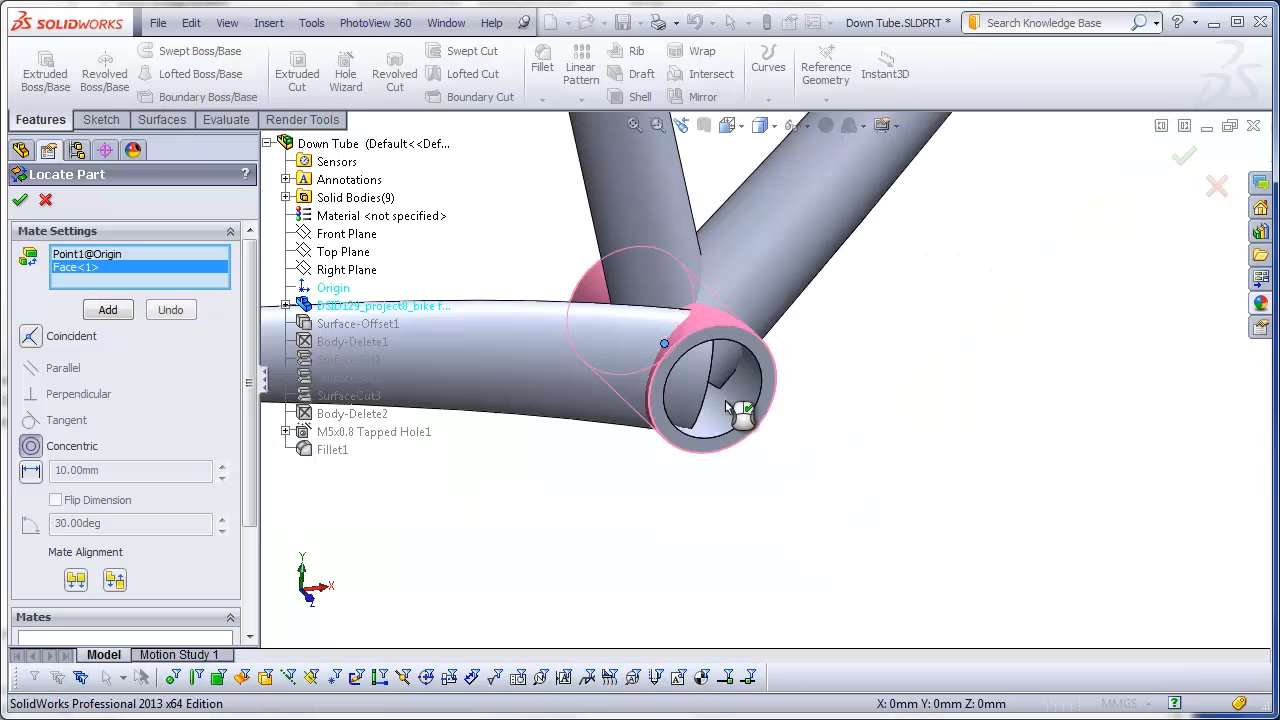 SOLIDWORKS File Edit View Insert Tools PhotoView 360 Window Help Down Tube.SLDPRT * Search Knowledge Base
Extruded Boss/Base
Revolved Boss/Base
Swept Boss/Base
Lofted Boss/Base
Boundary Boss/Base
Extruded Cut
Hole Wizard
Revolved Cut
Swept Cut
Lofted Cut
Boundary Cut
Fillet
Linear Pattern
Rib
Draft
Shell
Wrap
Intersect
Mirror
Curves
Reference Geometry
Instant3D
Features Sketch Surfaces Evaluate Render Tools
Locate Part ?
Mate Settings
Point1@Origin
Face<1>
Add Undo
Coincident
Parallel
Perpendicular
Tangent
Concentric
10.00mm
Flip Dimension
30.00deg
Mate Alignment
Mates
Down Tube (Default<<Def...
Sensors
Annotations
Solid Bodies(9)
Material <not specified>
Front Plane
Top Plane
Right Plane
Origin
DSID129_project8_bike f...
Surface-Offset1
Body-Delete1
SurfaceCut3
Body-Delete2
M5x0.8 Tapped Hole1
Fillet1
Y
X
Z
Model Motion Study 1
SolidWorks Professional 2013 x64 Edition X: 0mm Y: 0mm Z: 0mm MMGS